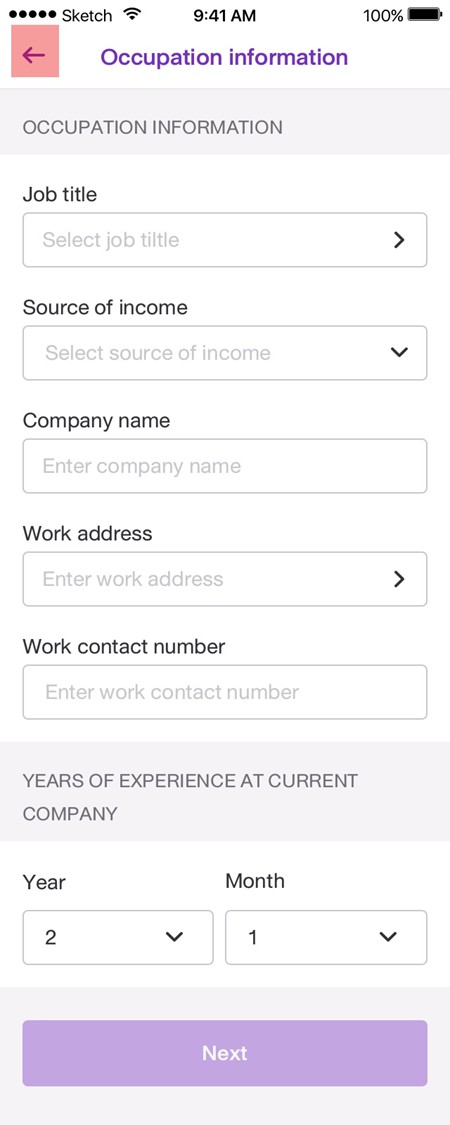 Sketch 9:41 AM 100%
Occupation information
OCCUPATION INFORMATION
Job title
Select job tiltle
Source of income
Select source of income
Company name
Enter company name
Work address
Enter work address
Work contact number
Enter work contact number
YEARS OF EXPERIENCE AT CURRENT
COMPANY
Year Month
2 1
Next